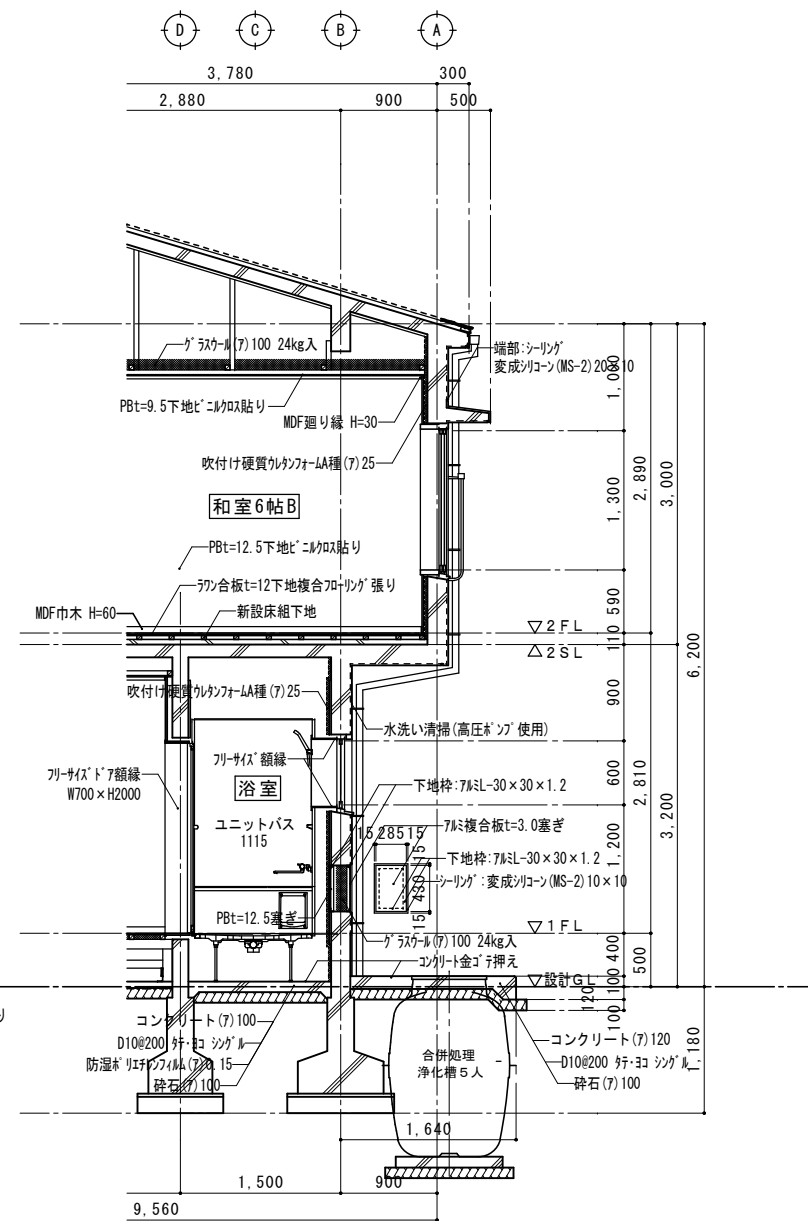 D C B A
3,780 300
2,880 900 500
グラスウール(ア)100 24kg入
端部:シーリング
変成シリコーン(MS-2)20×10
1,000
PBt=9.5下地ビニルクロス貼り
MDF廻り縁 H=30
吹付け硬質ウレタンフォームA種(ア)25
和室6帖B
1,300
2,890
3,000
PBt=12.5下地ビニルクロス貼り
ラワン合板t=12下地複合フローリング張り
MDF巾木 H=60
新設床組下地
590
▽2FL
110
△2SL
6,200
吹付け硬質ウレタンフォームA種(ア)25
900
水洗い清掃(高圧ポンプ使用)
フリーサイズ額縁
フリーサイズドア額縁
W700×H2000
浴室
600
下地枠:アルミL-30×30×1.2
2,810
ユニットバス
1115
アルミ複合板t=3.0塞ぎ
15 285 15
3,200
1,200
下地枠:アルミL-30×30×1.2
シーリング:変成シリコーン(MS-2)10×10
15 430 15
PBt=12.5塞ぎ
▽1FL
グラスウール(ア)100 24kg入
コンクリート金ゴテ押え
400
500
▽設計GL
100
120
100
り
コンクリート(ア)100
D10@200 タテ・ヨコ シングル
防湿ポリエチレンフィルム(ア)0.15
砕石(ア)100
合併処理
浄化槽5人
コンクリート(ア)120
D10@200 タテ・ヨコ シングル
砕石(ア)100
1,180
1,640
1,500 900
9,560